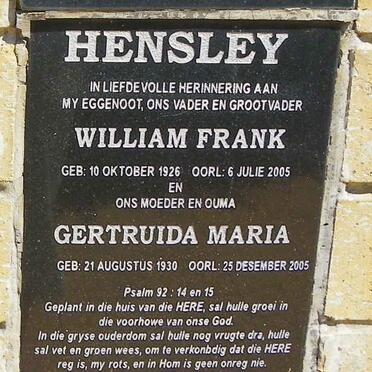 HENSLEY
IN LIEFDEVOLLE HERINNERING AAN
MY EGGENOOT, ONS VADER EN GROOTVADER
WILLIAM FRANK
GEB: 10 OKTOBER 1926 OORL: 6 JULIE 2005
EN
ONS MOEDER EN OUMA
GERTRUIDA MARIA
GEB: 21 AUGUSTUS 1930 OORL: 25 DESEMBER 2005
Psalm 92 : 14 en 15
Geplant in die huis van die HERE, sal hulle groei in
die voorhowe van onse God.
In die gryse ouderdom sal hulle nog vrugte dra, hulle
sal vet en groen wees, om te verkonbdig dat die HERE
reg is, my rots, en in Hom is geen onreg nie.